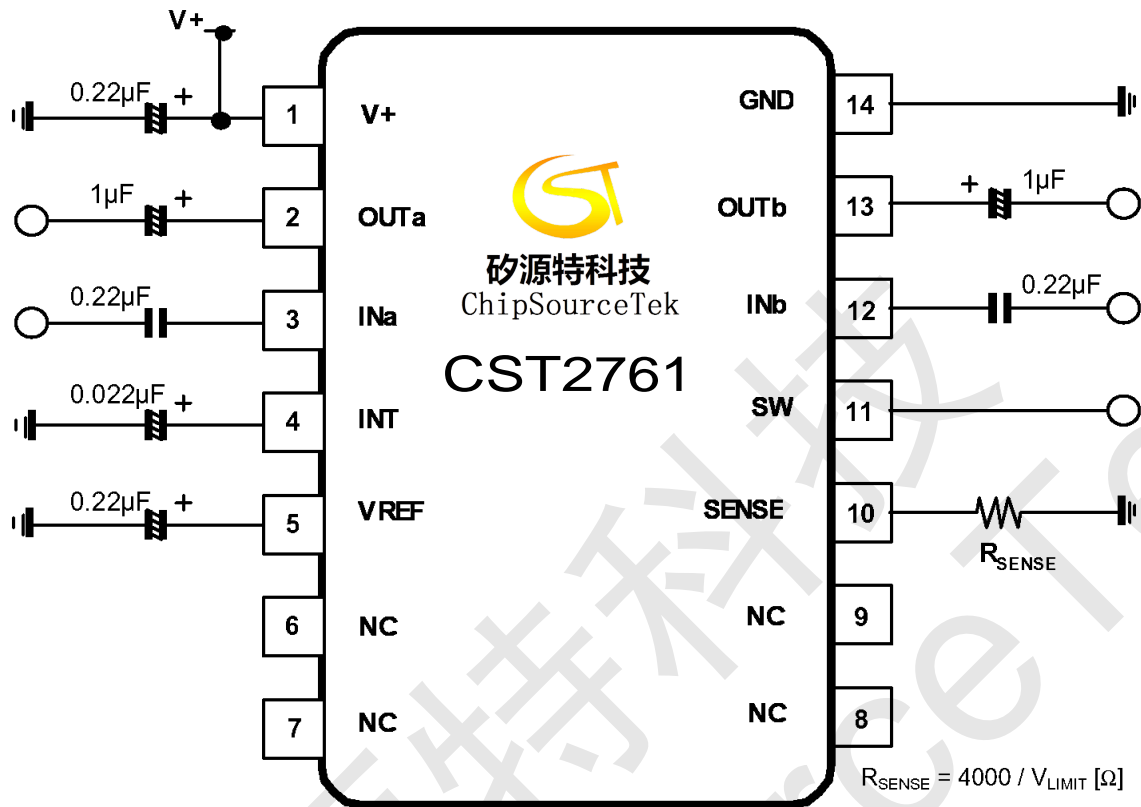 V+
0.22µF +
1 V+
1µF +
2 OUTa
0.22µF
3 INa
0.022µF +
4 INT
0.22µF +
5 VREF
6 NC
7 NC
矽源特科技
ChipSourceTek
CST2761
GND 14
OUTb 13
+ 1µF
INb 12
0.22µF
SW 11
SENSE 10
RSENSE
NC 9
NC 8
RSENSE = 4000 / VLIMIT [Ω]